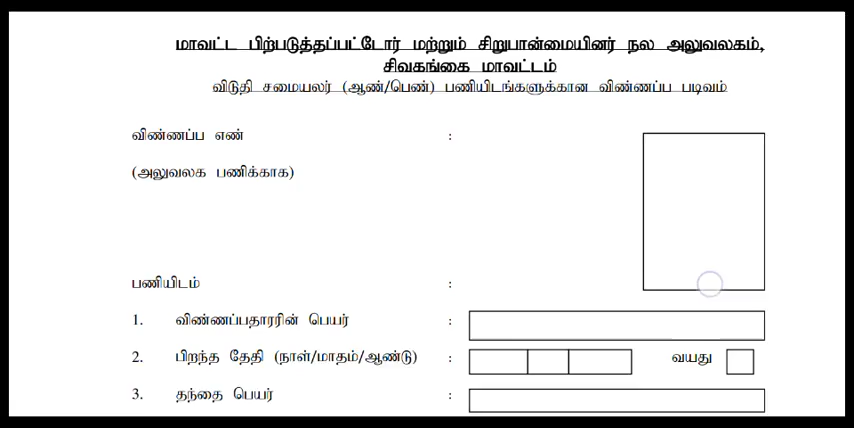 மாவட்ட பிற்படுத்தப்பட்டோர் மற்றும் சிறுபான்மையினர் நல அலுவலகம்,
சிவகங்கை மாவட்டம்
விடுதி சமையலர் (ஆண்/பெண்) பணியிடங்களுக்கான விண்ணப்ப படிவம்
விண்ணப்ப எண் :
(அலுவலக பணிக்காக)
பணியிடம் :
1. விண்ணப்பதாரரின் பெயர் :
2. பிறந்த தேதி (நாள்/மாதம்/ஆண்டு) : வயது
3. தந்தை பெயர் :